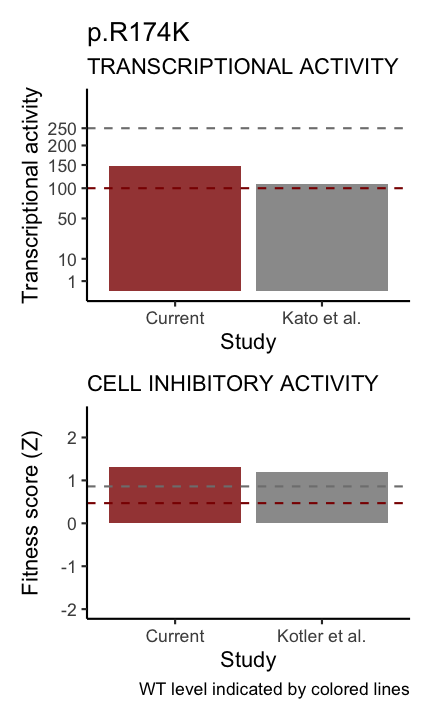 p.R174K
TRANSCRIPTIONAL ACTIVITY
Transcriptional activity
250
200
150
100
50
10
1
Current
Kato et al.
Study
CELL INHIBITORY ACTIVITY
Fitness score (Z)
2
1
0
-1
-2
Current
Kotler et al.
Study
WT level indicated by colored lines